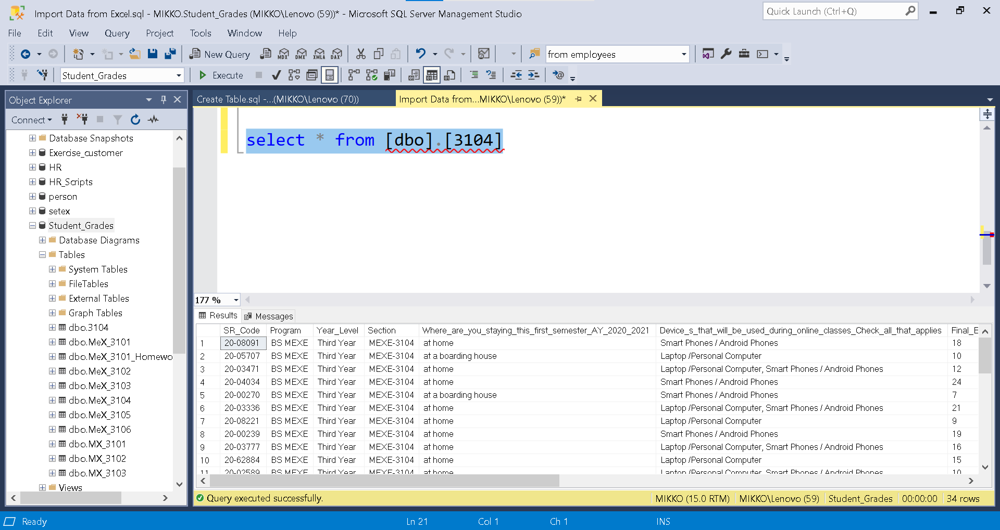 Import Data from Excel.sql - MIKKO.Student_Grades (MIKKO\Lenovo (59))* - Microsoft SQL Server Management Studio
Quick Launch (Ctrl+Q)
File Edit View Query Project Tools Window Help
New Query MDX DMX XMLA DAX from employees
Student_Grades Execute
Object Explorer
Connect
Database Snapshots
Exercise_customer
HR
HR_Scripts
person
setex
Student_Grades
Database Diagrams
Tables
System Tables
FileTables
External Tables
Graph Tables
dbo.3104
dbo.MeX_3101
dbo.MeX_3101_Homewo
dbo.MeX_3102
dbo.MeX_3103
dbo.MeX_3104
dbo.MeX_3105
dbo.MeX_3106
dbo.MX_3101
dbo.MX_3102
dbo.MX_3103
Views
Create Table.sql -...(MIKKO\Lenovo (70)) Import Data from...MIKKO\Lenovo (59))*
select * from [dbo].[3104]
177 %
Results Messages
SR_Code Program Year_Level Section Where_are_you_staying_this_first_semester_AY_2020_2021 Device_s_that_will_be_used_during_online_classes_Check_all_that_applies Final_E
1 20-08091 BS MEXE Third Year MEXE-3104 at home Smart Phones / Android Phones 18
2 20-05707 BS MEXE Third Year MEXE-3104 at a boarding house Laptop /Personal Computer 10
3 20-03471 BS MEXE Third Year MEXE-3104 at home Laptop /Personal Computer, Smart Phones / Android Phones 12
4 20-04034 BS MEXE Third Year MEXE-3104 at home Smart Phones / Android Phones 24
5 20-00270 BS MEXE Third Year MEXE-3104 at a boarding house Smart Phones / Android Phones 7
6 20-03336 BS MEXE Third Year MEXE-3104 at home Laptop /Personal Computer, Smart Phones / Android Phones 21
7 20-08221 BS MEXE Third Year MEXE-3104 at home Laptop /Personal Computer 9
8 20-00239 BS MEXE Third Year MEXE-3104 at home Smart Phones / Android Phones 19
9 20-03777 BS MEXE Third Year MEXE-3104 at home Laptop /Personal Computer, Smart Phones / Android Phones 16
10 20-62884 BS MEXE Third Year MEXE-3104 at home Laptop /Personal Computer 15
11 20-02589 BS MEXE Third Year MEXE-3104 at home Laptop /Personal Computer, Smart Phones / Android Phones 10
Query executed successfully. MIKKO (15.0 RTM) MIKKO\Lenovo (59) Student_Grades 00:00:00 34 rows
Ready Ln 21 Col 1 Ch 1 INS